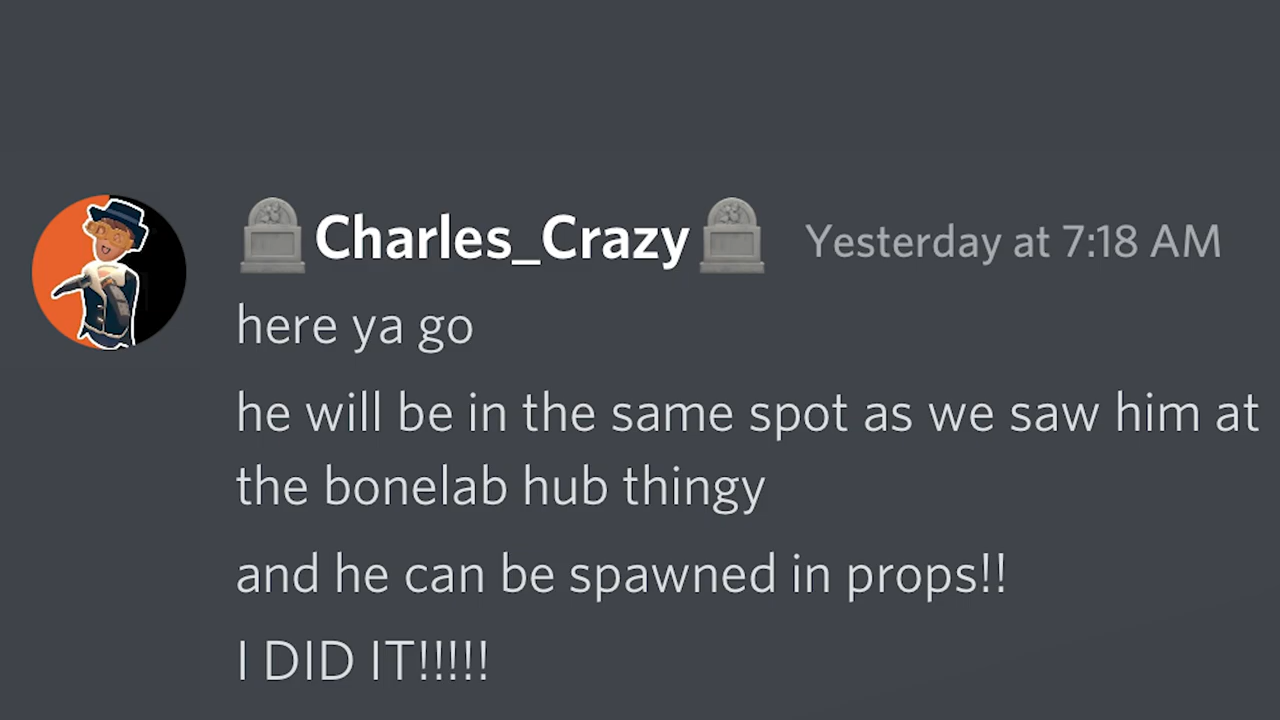 🪦Charles_Crazy🪦 Yesterday at 7:18 AM
here ya go
he will be in the same spot as we saw him at
the bonelab hub thingy
and he can be spawned in props!!
I DID IT!!!!!